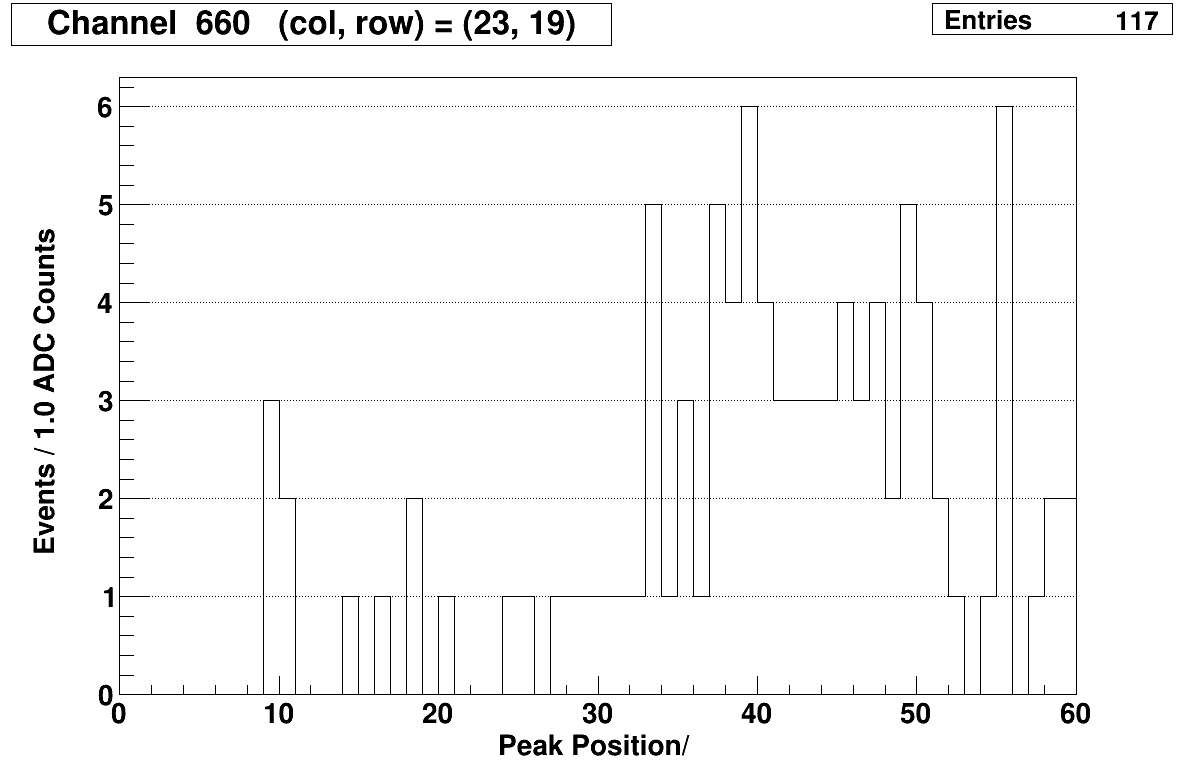 Channel 660 (col, row) = (23, 19)
Entries 117
6
5
4
3
2
1
0
Events / 1.0 ADC Counts
0 10 20 30 40 50 60
Peak Position/